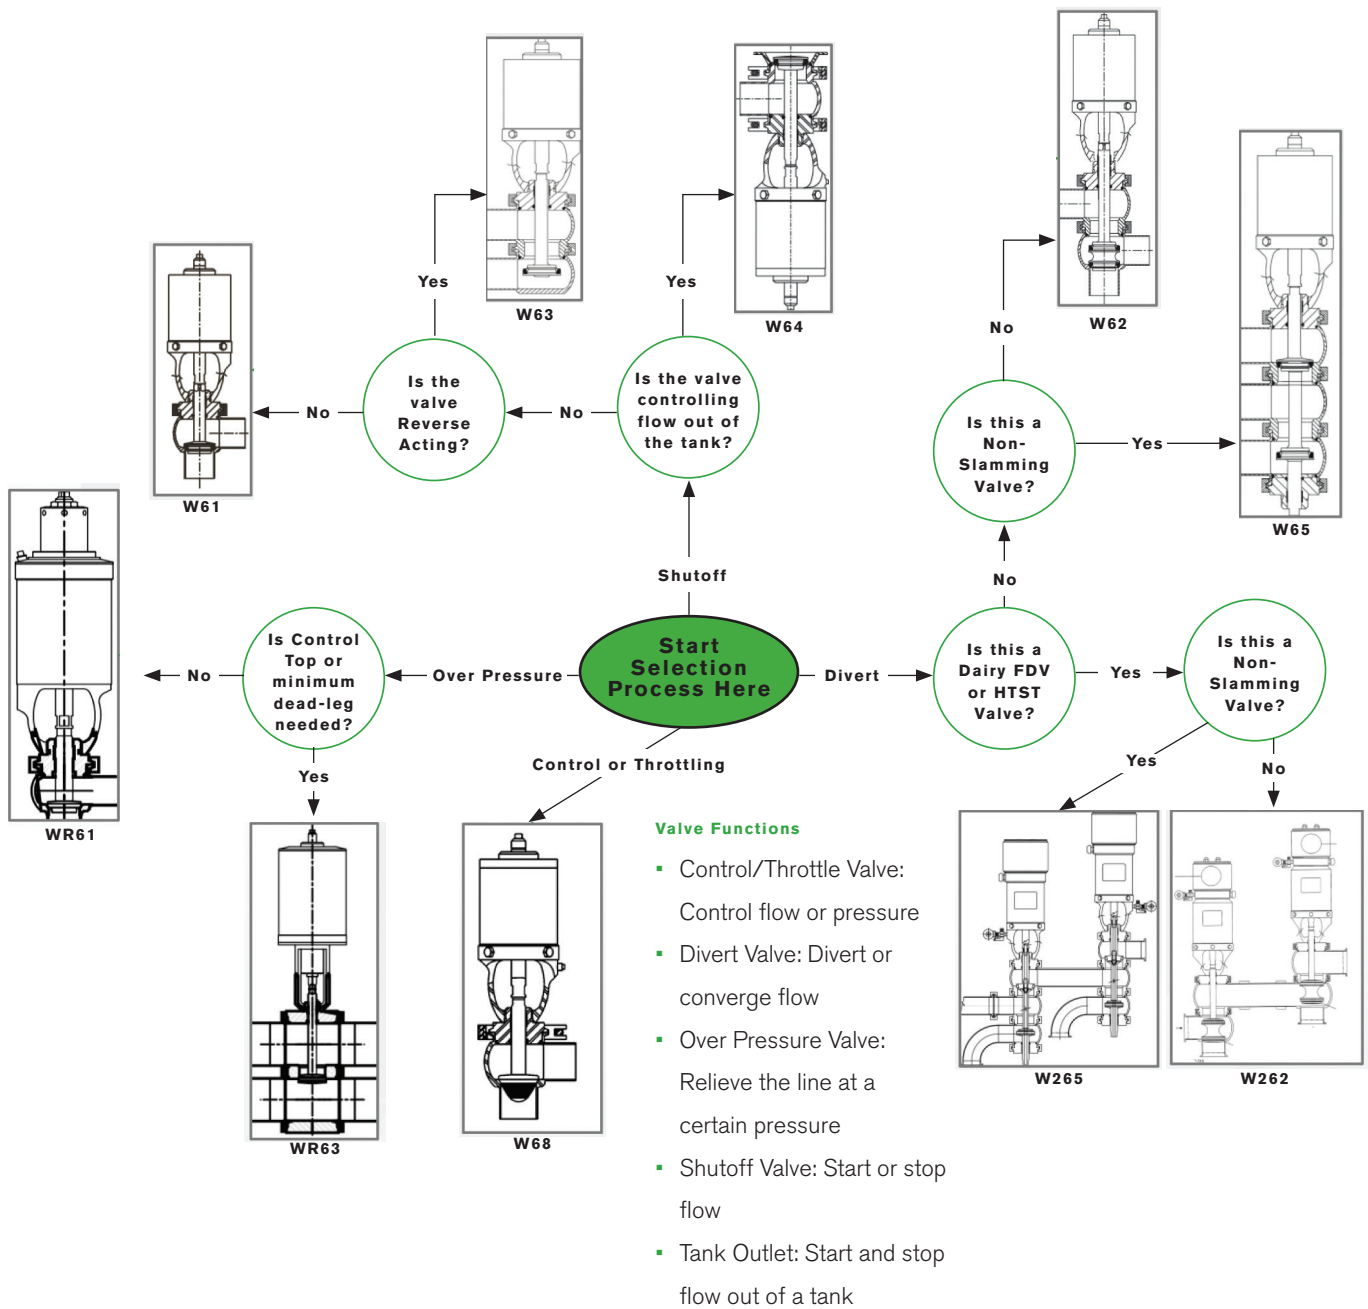 W63
W64
W62
W65
W61
WR61
Yes
Yes
No
Is the
valve
Reverse
Acting?
Is the valve
controlling
flow out of
the tank?
Is this a
Non-
Slamming
Valve?
No
No
Yes
Shutoff
No
Is Control
Top or
minimum
dead-leg
needed?
Start
Selection
Process Here
Is this a
Dairy FDV
or HTST
Valve?
Is this a
Non-
Slamming
Valve?
No
Over Pressure
Divert
Yes
Yes
Control or Throttling
Yes
No
WR63
W68
W265
W262
Valve Functions
▪ Control/Throttle Valve:
Control flow or pressure
▪ Divert Valve: Divert or
converge flow
▪ Over Pressure Valve:
Relieve the line at a
certain pressure
▪ Shutoff Valve: Start or stop
flow
▪ Tank Outlet: Start and stop
flow out of a tank